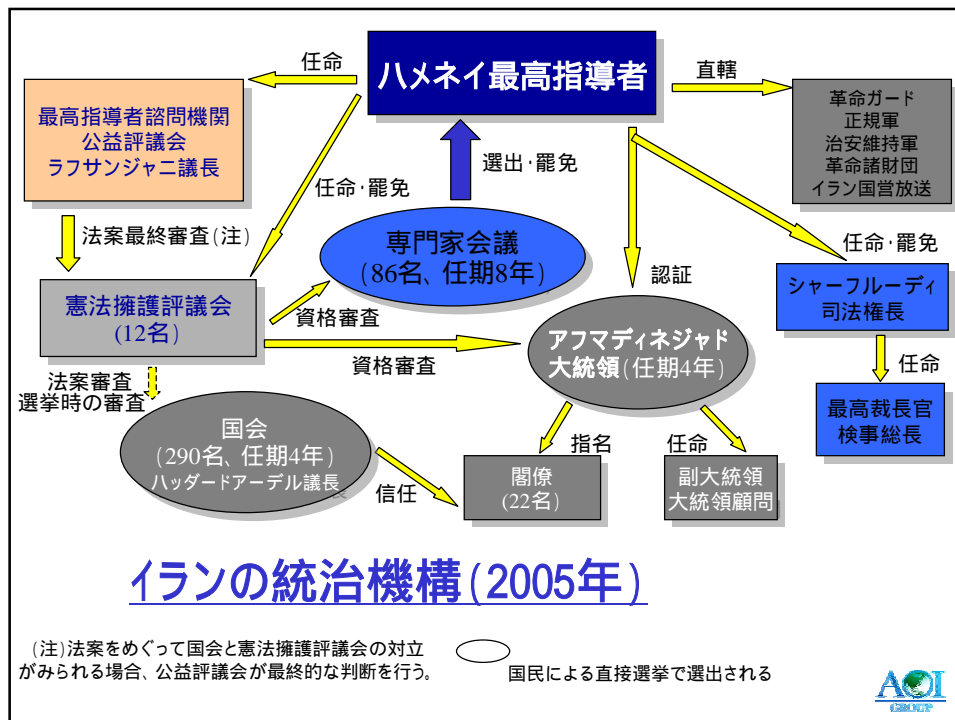 ハメネイ最高指導者
任命
直轄
最高指導者諮問機関
公益評議会
ラフサンジャニ議長
革命ガード
正規軍
治安維持軍
革命諸財団
イラン国営放送
選出・罷免
任命・罷免
法案最終審査(注)
専門家会議
(86名、任期8年)
任命・罷免
認証
シャーフルーディ
司法権長
憲法擁護評議会
(12名)
資格審査
アフマディネジャド
大統領(任期4年)
資格審査
任命
法案審査
選挙時の審査
最高裁長官
検事総長
国会
(290名、任期4年)
ハッダードアーデル議長
指名
任命
信任
閣僚
(22名)
副大統領
大統領顧問
イランの統治機構(2005年)
(注)法案をめぐって国会と憲法擁護評議会の対立
がみられる場合、公益評議会が最終的な判断を行う。
国民による直接選挙で選出される
AOI
GROUP